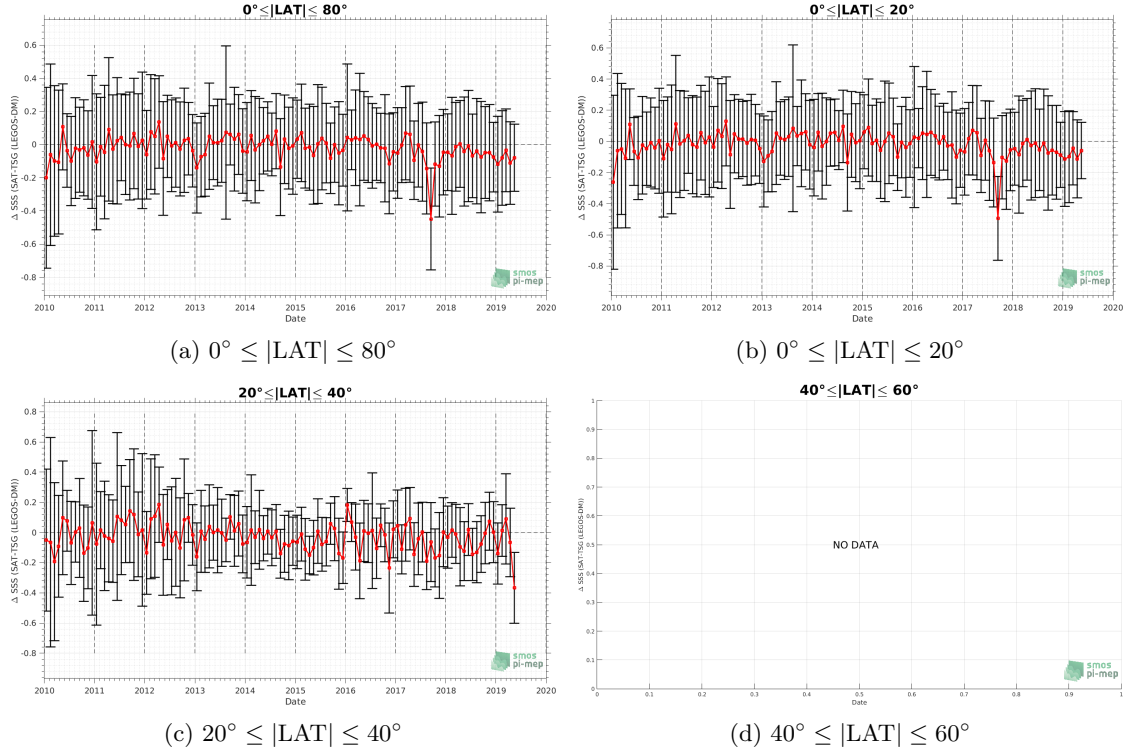 0°≤|LAT|≤ 80°
Δ SSS (SAT-TSG (LEGOS-DM))
0.6
0.4
0.2
0
-0.2
-0.4
-0.6
-0.8
2010 2011 2012 2013 2014 2015 2016 2017 2018 2019 2020
Date
smos
pi-mep
(a) 0° ≤ |LAT| ≤ 80°
0°≤|LAT|≤ 20°
Δ SSS (SAT-TSG (LEGOS-DM))
0.6
0.4
0.2
0
-0.2
-0.4
-0.6
-0.8
2010 2011 2012 2013 2014 2015 2016 2017 2018 2019 2020
Date
smos
pi-mep
(b) 0° ≤ |LAT| ≤ 20°
20°≤|LAT|≤ 40°
Δ SSS (SAT-TSG (LEGOS-DM))
0.8
0.6
0.4
0.2
0
-0.2
-0.4
-0.6
-0.8
2010 2011 2012 2013 2014 2015 2016 2017 2018 2019 2020
Date
smos
pi-mep
(c) 20° ≤ |LAT| ≤ 40°
40°≤|LAT|≤ 60°
Δ SSS (SAT-TSG (LEGOS-DM))
1
0.9
0.8
0.7
0.6
0.5
0.4
0.3
0.2
0.1
0
NO DATA
0 0.1 0.2 0.3 0.4 0.5 0.6 0.7 0.8 0.9 1
Date
smos
pi-mep
(d) 40° ≤ |LAT| ≤ 60°